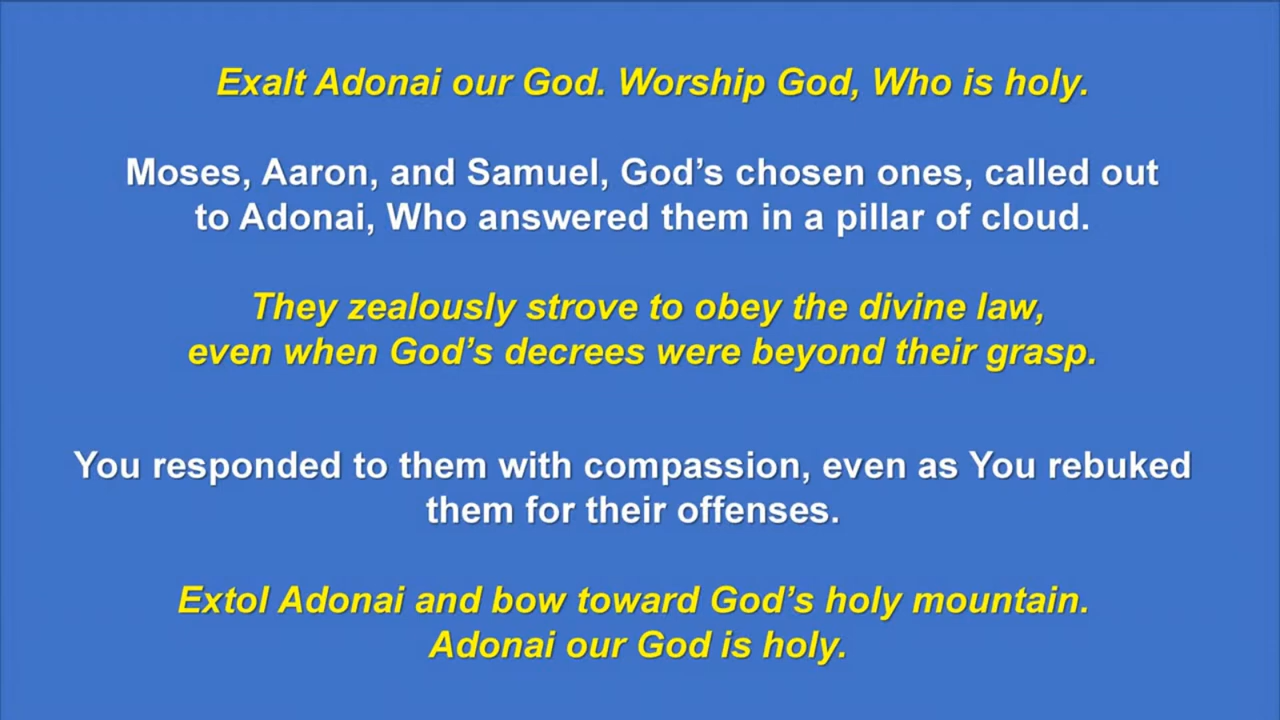 Exalt Adonai our God. Worship God, Who is holy.
Moses, Aaron, and Samuel, God’s chosen ones, called out
to Adonai, Who answered them in a pillar of cloud.
They zealously strove to obey the divine law,
even when God’s decrees were beyond their grasp.
You responded to them with compassion, even as You rebuked
them for their offenses.
Extol Adonai and bow toward God’s holy mountain.
Adonai our God is holy.